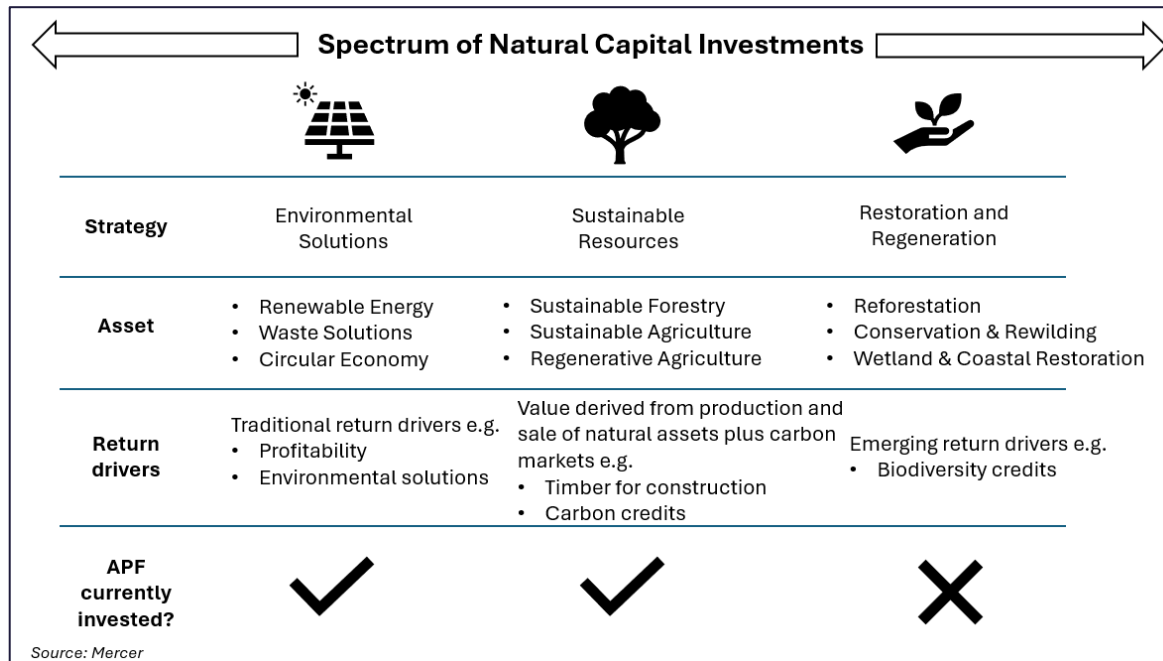 Spectrum of Natural Capital Investments
Strategy
Environmental
Solutions
Sustainable
Resources
Restoration and
Regeneration
Asset
• Renewable Energy
• Waste Solutions
• Circular Economy
• Sustainable Forestry
• Sustainable Agriculture
• Regenerative Agriculture
• Reforestation
• Conservation & Rewilding
• Wetland & Coastal Restoration
Return
drivers
Traditional return drivers e.g.
• Profitability
• Environmental solutions
Value derived from production and
sale of natural assets plus carbon
markets e.g.
• Timber for construction
• Carbon credits
Emerging return drivers e.g.
• Biodiversity credits
APF
currently
invested?
Source: Mercer